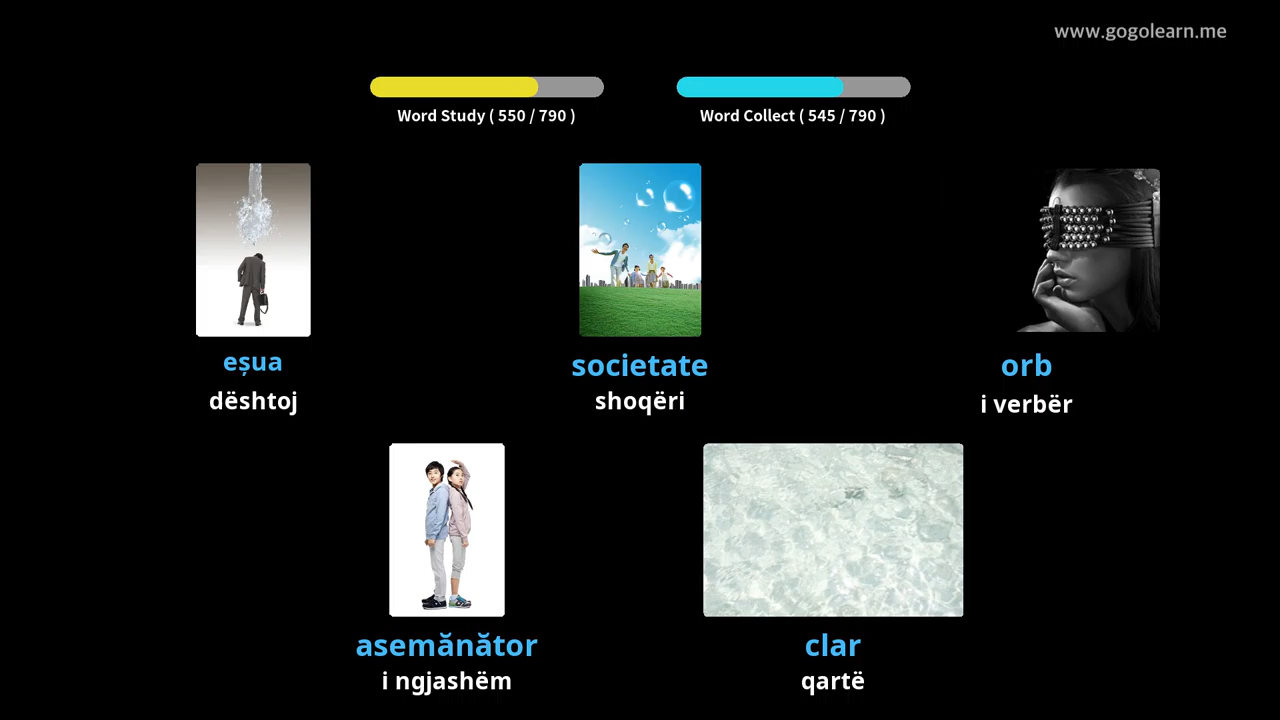 www.gogolearn.me
Word Study ( 550 / 790 )
Word Collect ( 545 / 790 )
eșua
dështoj
societate
shoqëri
orb
i verbër
asemănător
i ngjashëm
clar
qartë